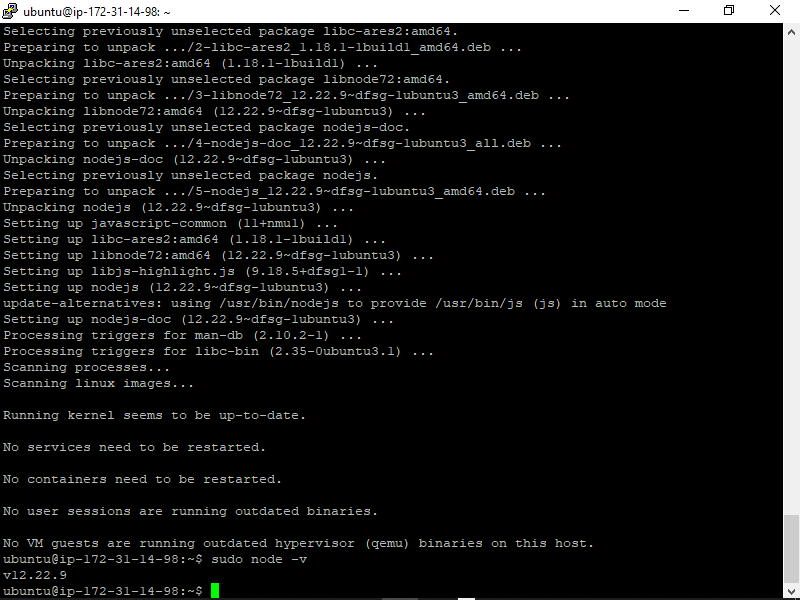 ubuntu@ip-172-31-14-98: ~
Selecting previously unselected package libc-ares2:amd64.
Preparing to unpack .../2-libc-ares2_1.18.1-1build1_amd64.deb ...
Unpacking libc-ares2:amd64 (1.18.1-1build1) ...
Selecting previously unselected package libnode72:amd64.
Preparing to unpack .../3-libnode72_12.22.9~dfsg-1ubuntu3_amd64.deb ...
Unpacking libnode72:amd64 (12.22.9~dfsg-1ubuntu3) ...
Selecting previously unselected package nodejs-doc.
Preparing to unpack .../4-nodejs-doc_12.22.9~dfsg-1ubuntu3_all.deb ...
Unpacking nodejs-doc (12.22.9~dfsg-1ubuntu3) ...
Selecting previously unselected package nodejs.
Preparing to unpack .../5-nodejs_12.22.9~dfsg-1ubuntu3_amd64.deb ...
Unpacking nodejs (12.22.9~dfsg-1ubuntu3) ...
Setting up javascript-common (11+nmu1) ...
Setting up libc-ares2:amd64 (1.18.1-1build1) ...
Setting up libnode72:amd64 (12.22.9~dfsg-1ubuntu3) ...
Setting up libjs-highlight.js (9.18.5+dfsg1-1) ...
Setting up nodejs (12.22.9~dfsg-1ubuntu3) ...
update-alternatives: using /usr/bin/nodejs to provide /usr/bin/js (js) in auto mode
Setting up nodejs-doc (12.22.9~dfsg-1ubuntu3) ...
Processing triggers for man-db (2.10.2-1) ...
Processing triggers for libc-bin (2.35-0ubuntu3.1) ...
Scanning processes...
Scanning linux images...
Running kernel seems to be up-to-date.
No services need to be restarted.
No containers need to be restarted.
No user sessions are running outdated binaries.
No VM guests are running outdated hypervisor (qemu) binaries on this host.
ubuntu@ip-172-31-14-98:~$ sudo node -v
v12.22.9
ubuntu@ip-172-31-14-98:~$